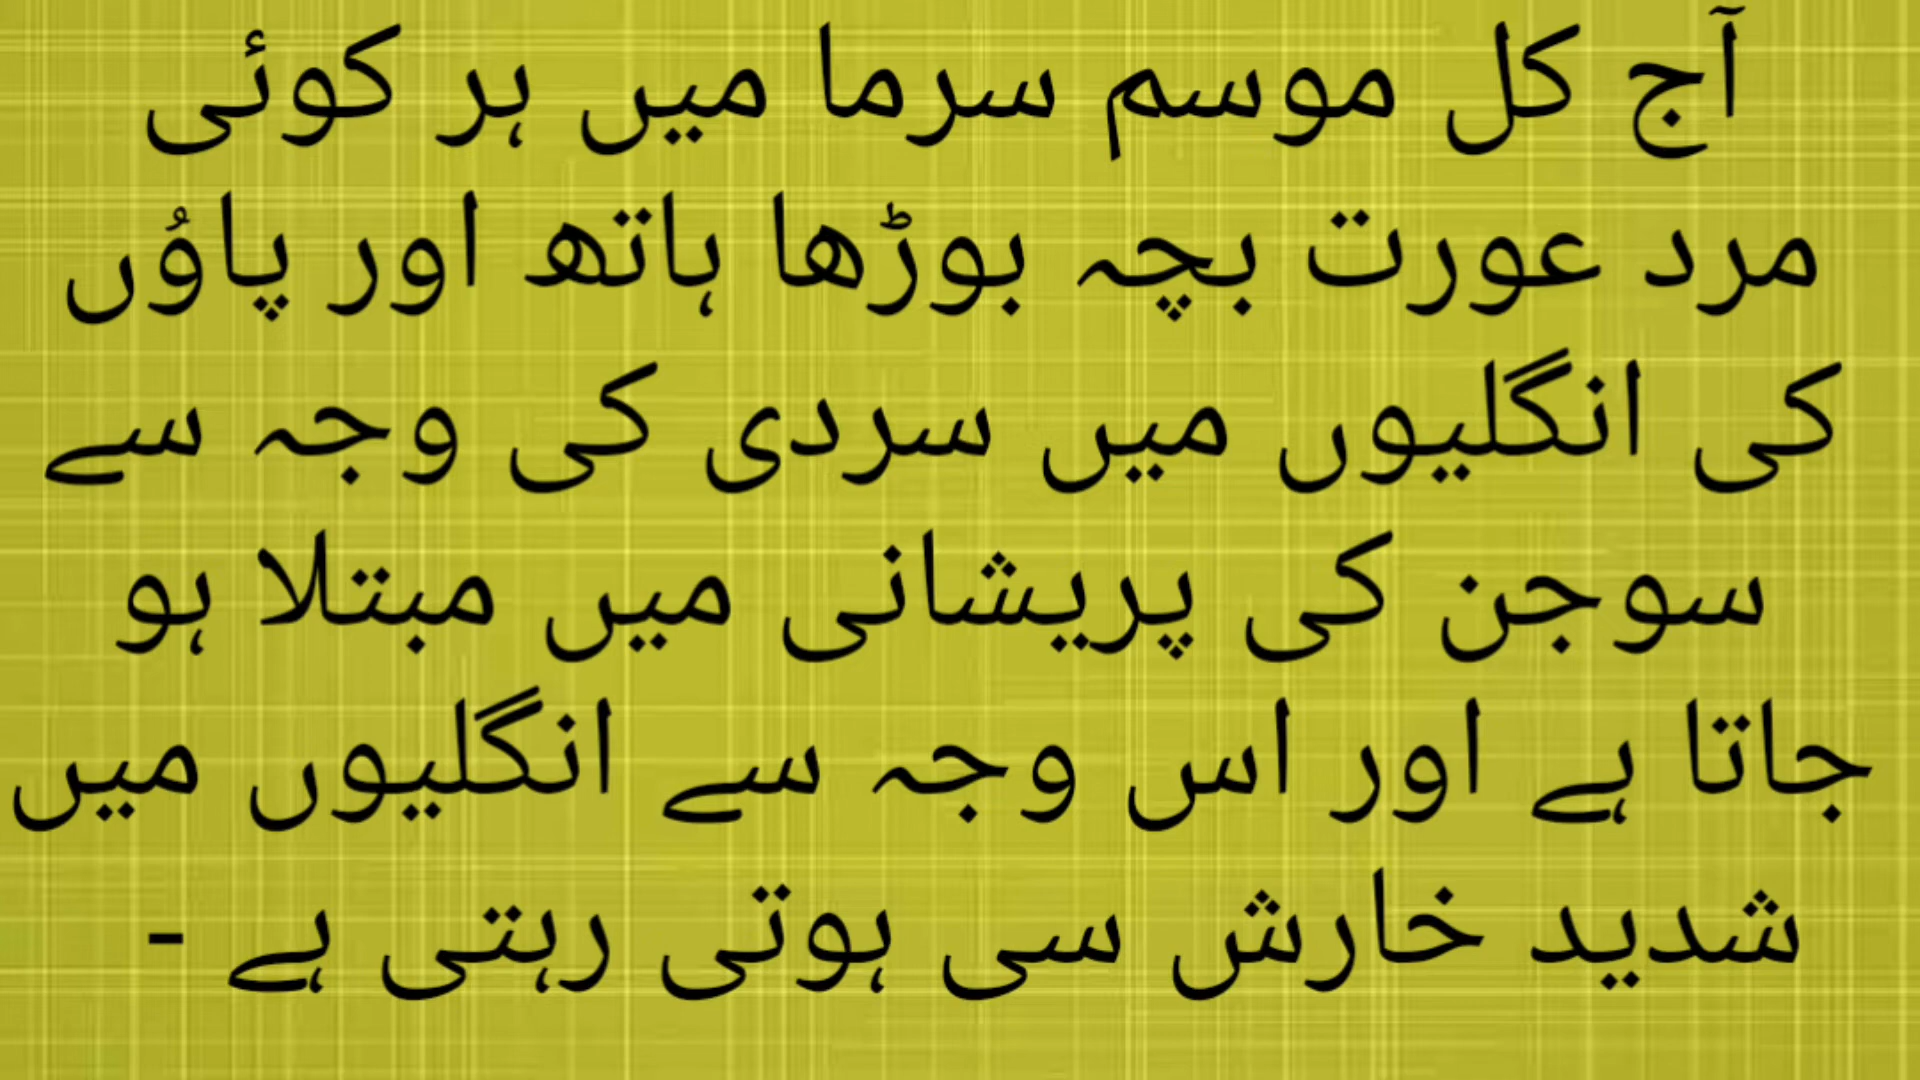 آج کل موسم سرما میں ہر کوئی
مرد عورت بچہ بوڑھا ہاتھ اور پاؤُں
کی انگلیوں میں سردی کی وجہ سے
سوجن کی پریشانی میں مبتلا ہو
جاتا ہے اور اس وجہ سے انگلیوں میں
شدید خارش سی ہوتی رہتی ہے -